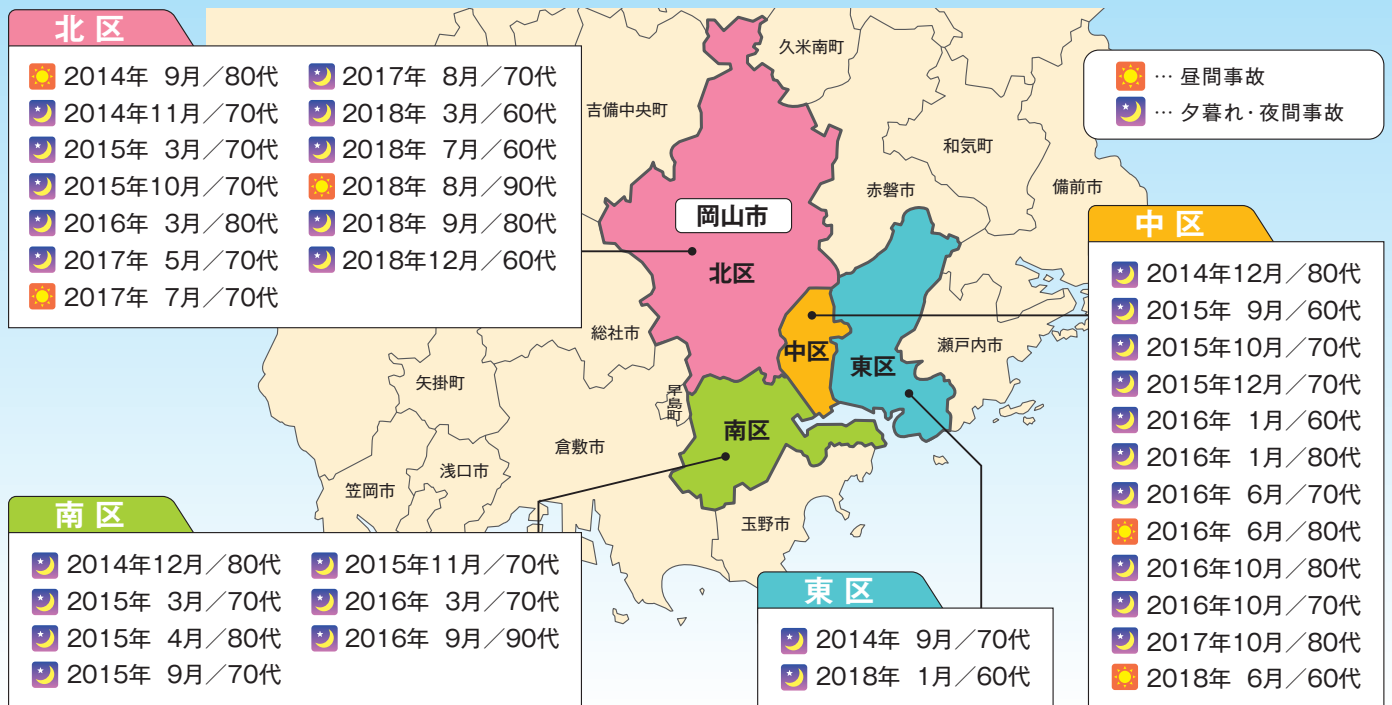 北区
2014年 9月／80代
2014年11月／70代
2015年 3月／70代
2015年10月／70代
2016年 3月／80代
2017年 5月／70代
2017年 7月／70代
2017年 8月／70代
2018年 3月／60代
2018年 7月／60代
2018年 8月／90代
2018年 9月／80代
2018年12月／60代
… 昼間事故
… 夕暮れ・夜間事故
久米南町
吉備中央町
和気町
赤磐市
備前市
岡山市
北区
総社市
中区
東区
瀬戸内市
矢掛町
早島町
南区
倉敷市
浅口市
笠岡市
玉野市
中区
2014年12月／80代
2015年 9月／60代
2015年10月／70代
2015年12月／70代
2016年 1月／60代
2016年 1月／80代
2016年 6月／70代
2016年 6月／80代
2016年10月／80代
2016年10月／70代
2017年10月／80代
2018年 6月／60代
南区
2014年12月／80代
2015年 3月／70代
2015年 4月／80代
2015年 9月／70代
2015年11月／70代
2016年 3月／70代
2016年 9月／90代
東区
2014年 9月／70代
2018年 1月／60代